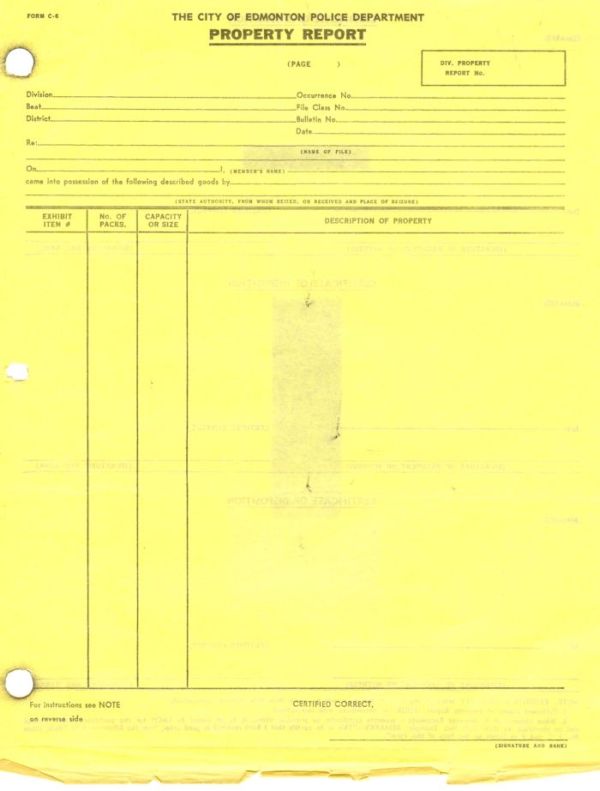 FORM C-6
THE CITY OF EDMONTON POLICE DEPARTMENT
PROPERTY REPORT
(PAGE )
DIV. PROPERTY
REPORT No.
Division
Occurrence No.
Beat
File Class No.
District
Bulletin No.
Date
Re:
(NAME OF FILE)
On ), (MEMBER'S NAME)
came into possession of the following described goods by
(STATE AUTHORITY, FROM WHOM SEIZED, OR RECEIVED AND PLACE OF SEIZURE)
EXHIBIT ITEM #
No. OF PACKS.
CAPACITY OR SIZE
DESCRIPTION OF PROPERTY
For instructions see NOTE
on reverse side
CERTIFIED CORRECT,
(SIGNATURE AND RANK)